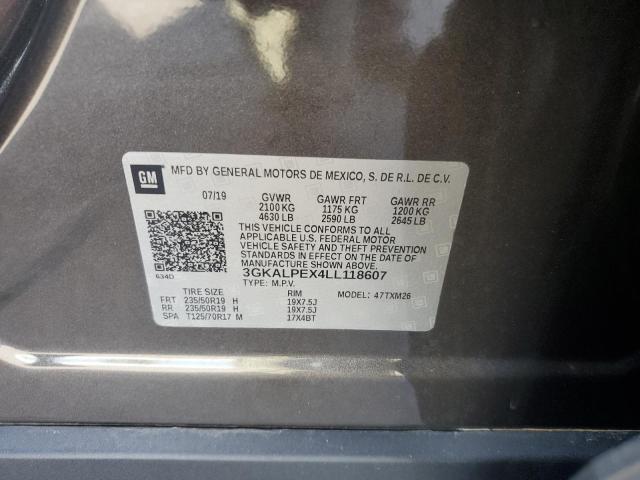 GM MFD BY GENERAL MOTORS DE MEXICO, S. DE R.L. DE C.V.
07/19 GVWR GAWR FRT GAWR RR
2100 KG 1175 KG 1200 KG
4630 LB 2590 LB 2645 LB
THIS VEHICLE CONFORMS TO ALL
APPLICABLE U.S. FEDERAL MOTOR
VEHICLE SAFETY AND THEFT PREVENTION
STANDARDS IN EFFECT ON THE DATE OF
MANUFACTURE SHOWN ABOVE.
634D 3GKALPEX4LL118607
TYPE: M.P.V.
TIRE SIZE RIM MODEL: 47TXM26
FRT 235/50R19 H 19X7.5J
RR 235/50R19 H 19X7.5J
SPA T125/70R17 M 17X4BT